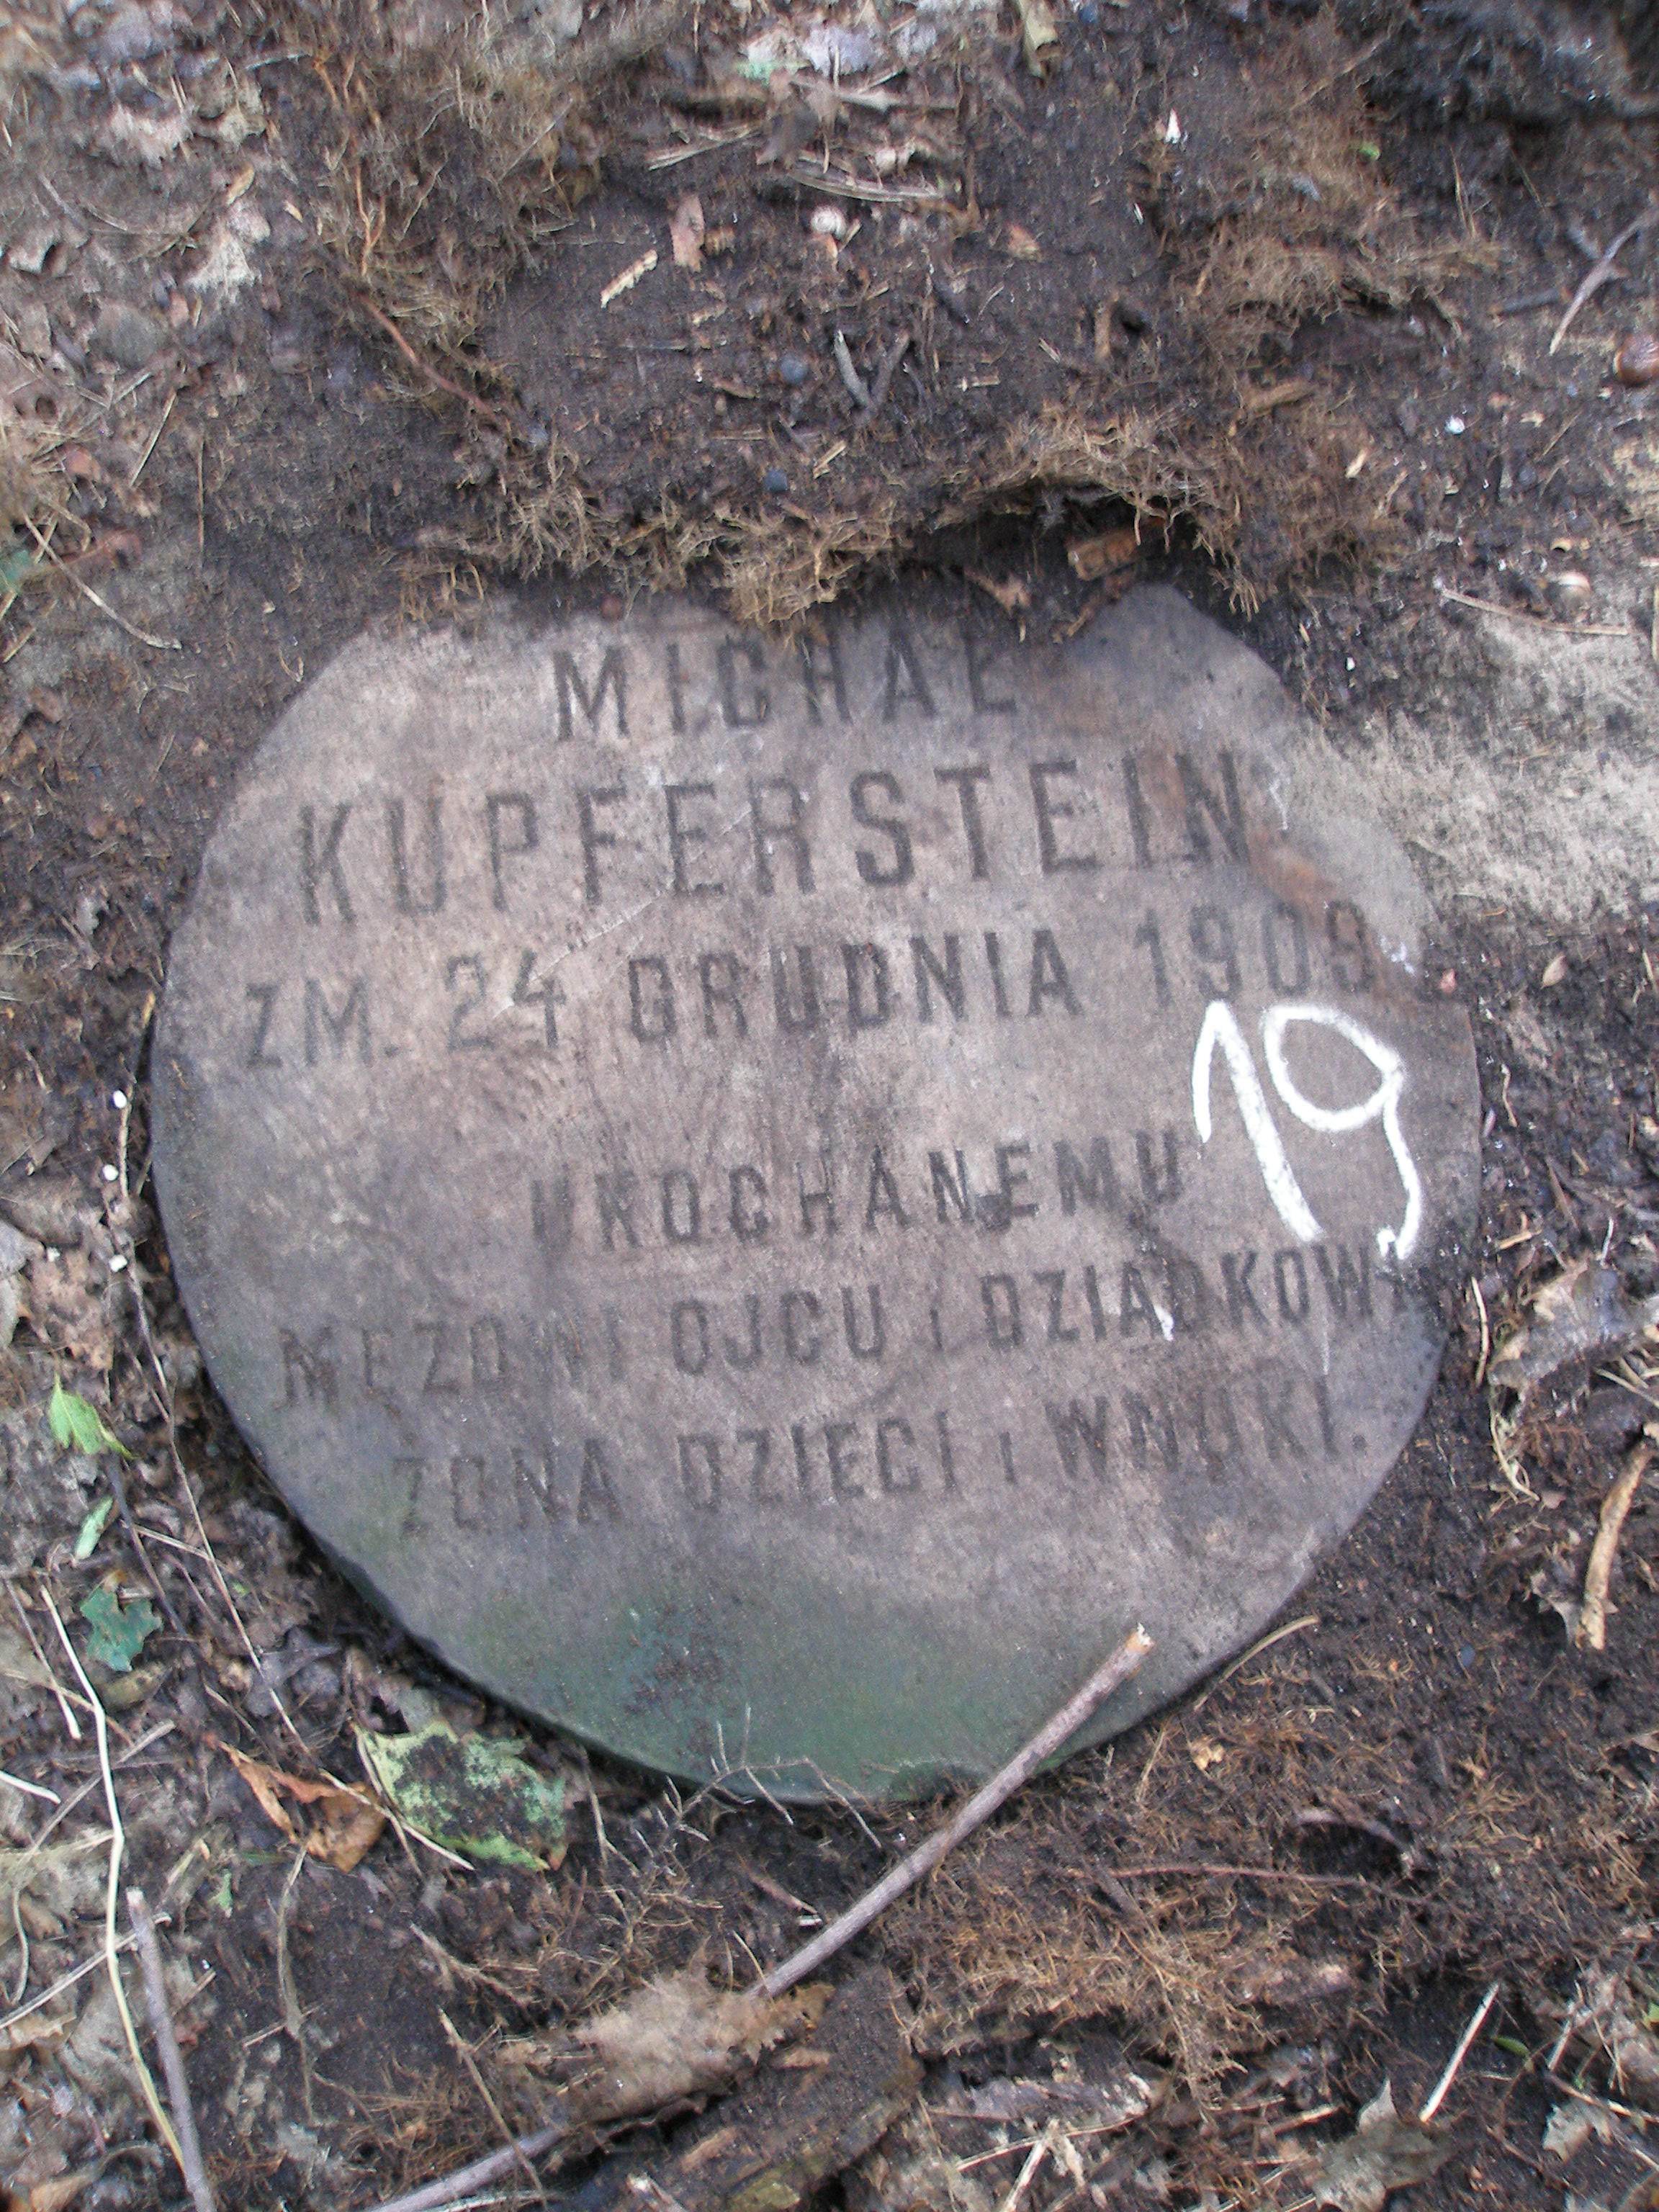 MICHAŁ
KUPFERSTEIN
ZM. 24 GRUDNIA 1909
19
UKOCHANEMU
MĘŻOWI OJCU i DZIADKOWI
ŻONA DZIECI i WNUKI.